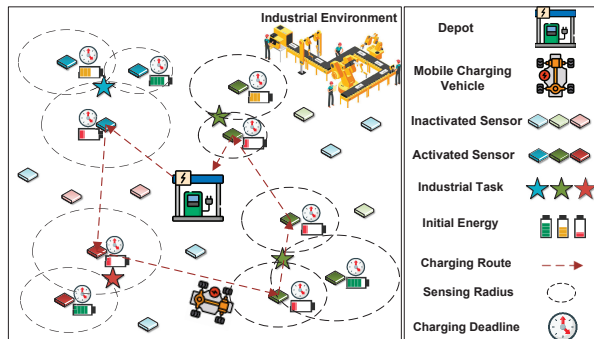 Industrial Environment
Depot
Mobile Charging
Vehicle
Inactivated Sensor
Activated Sensor
Industrial Task
Initial Energy
Charging Route
Sensing Radius
Charging Deadline